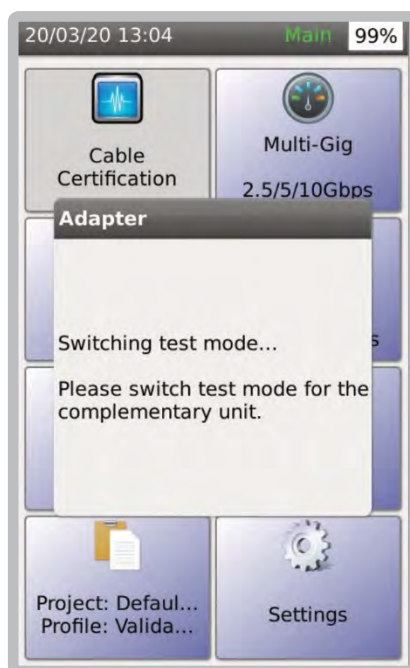 20/03/20 13:04 Main 99%
Cable
Certification
Multi-Gig
2.5/5/10Gbps
Adapter
Switching test mode...
s
Please switch test mode for the
complementary unit.
Project: Defaul...
Profile: Valida...
Settings